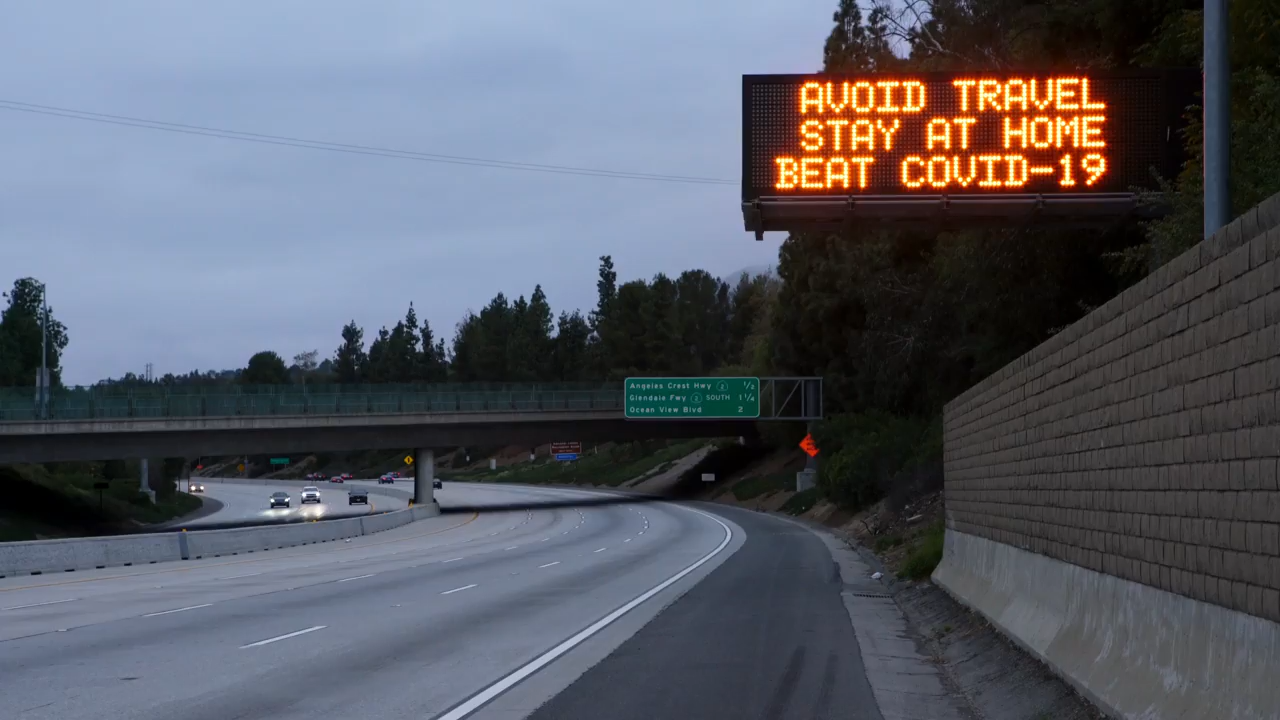 AVOID TRAVEL
STAY AT HOME
BEAT COVID-19
Angeles Crest Hwy 2 1/2
Glendale Fwy 2 SOUTH 1 1/4
Ocean View Blvd 2